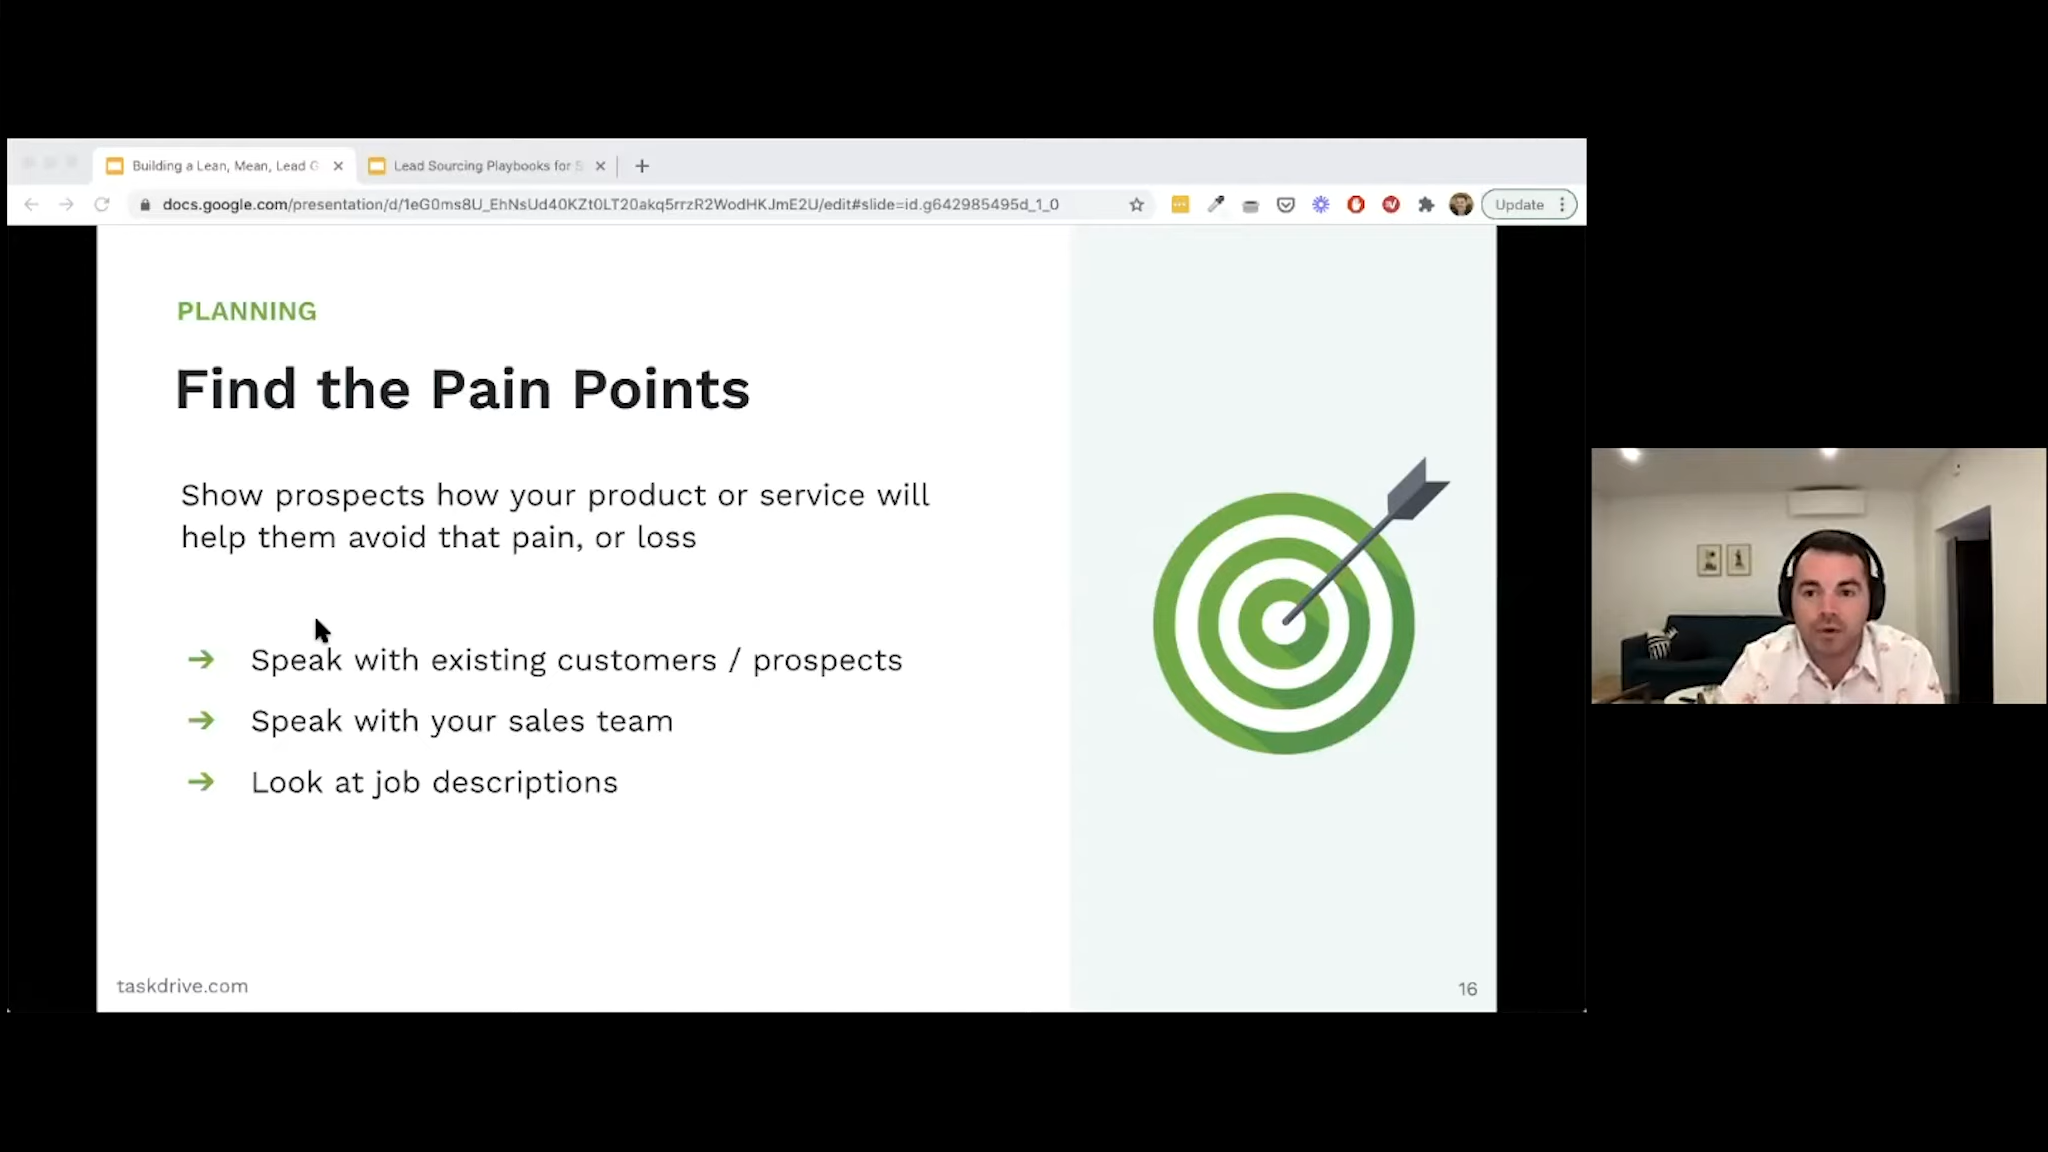 Building a Lean, Mean, Lead G
Lead Sourcing Playbooks for S
docs.google.com/presentation/d/1eG0ms8U_EhNsUd40KZt0LT20akq5rrzR2WodHKJmE2U/edit#slide=id.g642985495d_1_0
Update
PLANNING
Find the Pain Points
Show prospects how your product or service will
help them avoid that pain, or loss
➔ Speak with existing customers / prospects
➔ Speak with your sales team
➔ Look at job descriptions
taskdrive.com
16